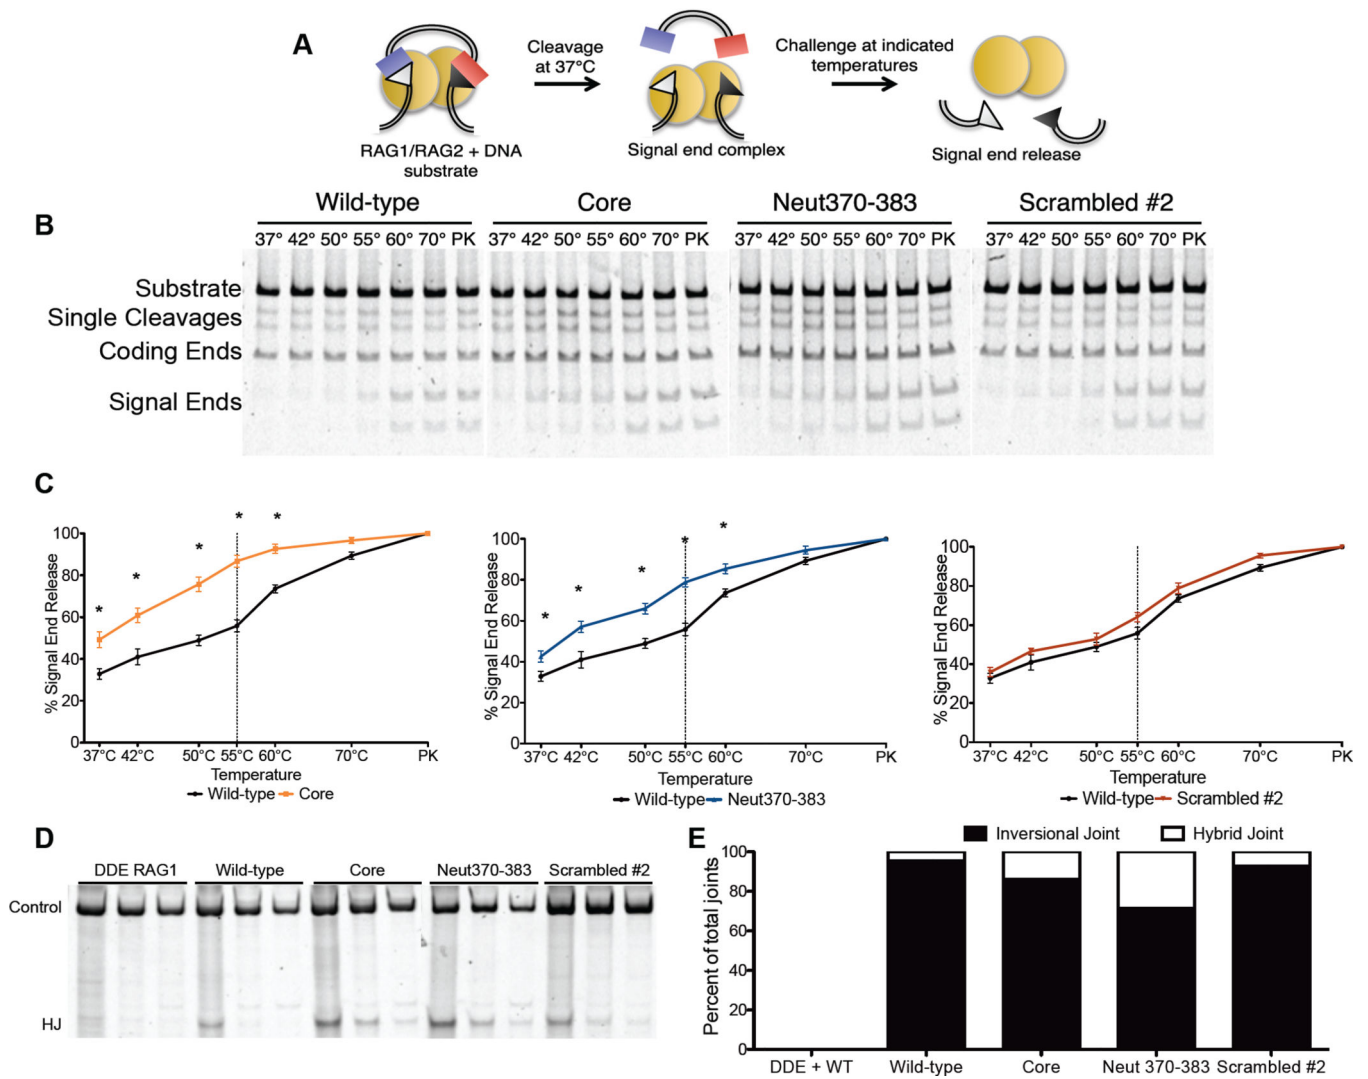 A
Cleavage
at 37°C
Challenge at indicated
temperatures
RAG1/RAG2 + DNA
substrate
Signal end complex
Signal end release
B
Wild-type
Core
Neut370-383
Scrambled #2
37° 42° 50° 55° 60° 70° PK
37° 42° 50° 55° 60° 70° PK
37° 42° 50° 55° 60° 70° PK
37° 42° 50° 55° 60° 70° PK
Substrate
Single Cleavages
Coding Ends
Signal Ends
C
% Signal End Release
100
80
60
40
20
0
* * * * *
37°C 42°C 50°C 55°C 60°C 70°C PK
Temperature
Wild-type Core
% Signal End Release
100
80
60
40
20
0
* * * * *
37°C 42°C 50°C 55°C 60°C 70°C PK
Temperature
Wild-type Neut370-383
% Signal End Release
100
80
60
40
20
0
37°C 42°C 50°C 55°C 60°C 70°C PK
Temperature
Wild-type Scrambled #2
D
DDE RAG1 Wild-type Core Neut370-383 Scrambled #2
Control
HJ
E
Inversional Joint Hybrid Joint
Percent of total joints
100
80
60
40
20
0
DDE + WT Wild-type Core Neut 370-383 Scrambled #2